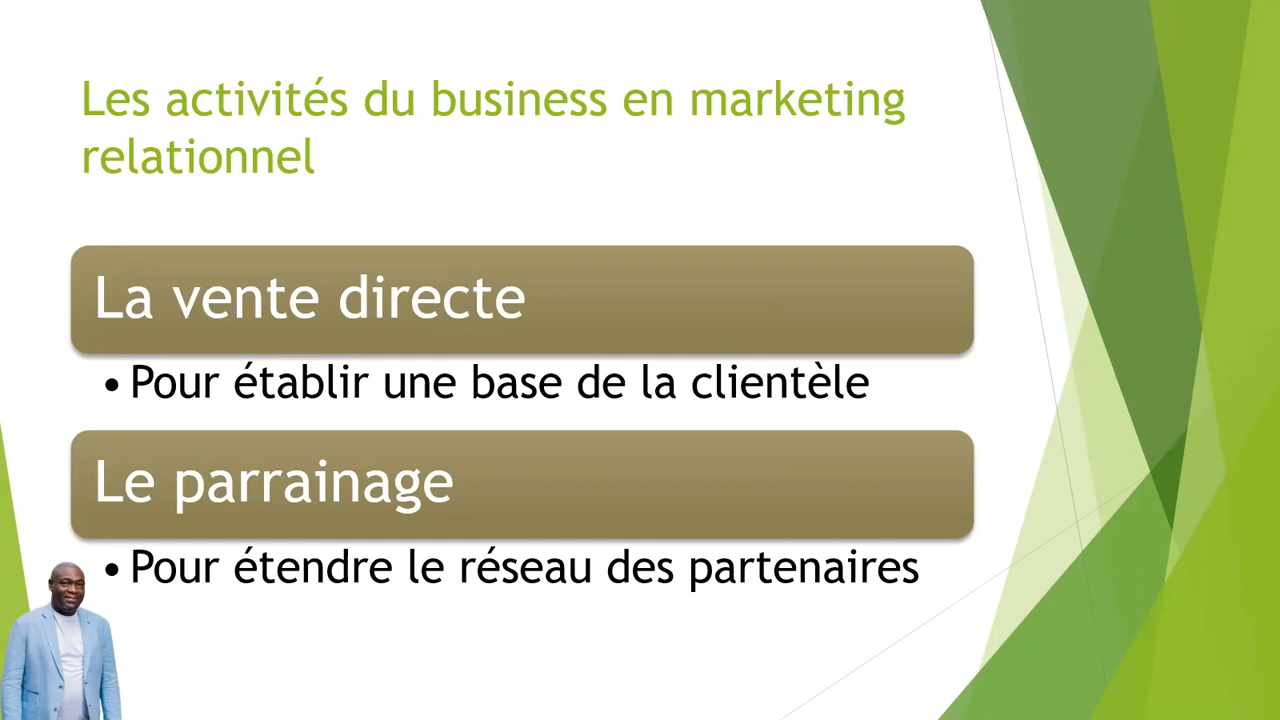 Les activités du business en marketing
relationnel
La vente directe
• Pour établir une base de la clientèle
Le parrainage
• Pour étendre le réseau des partenaires